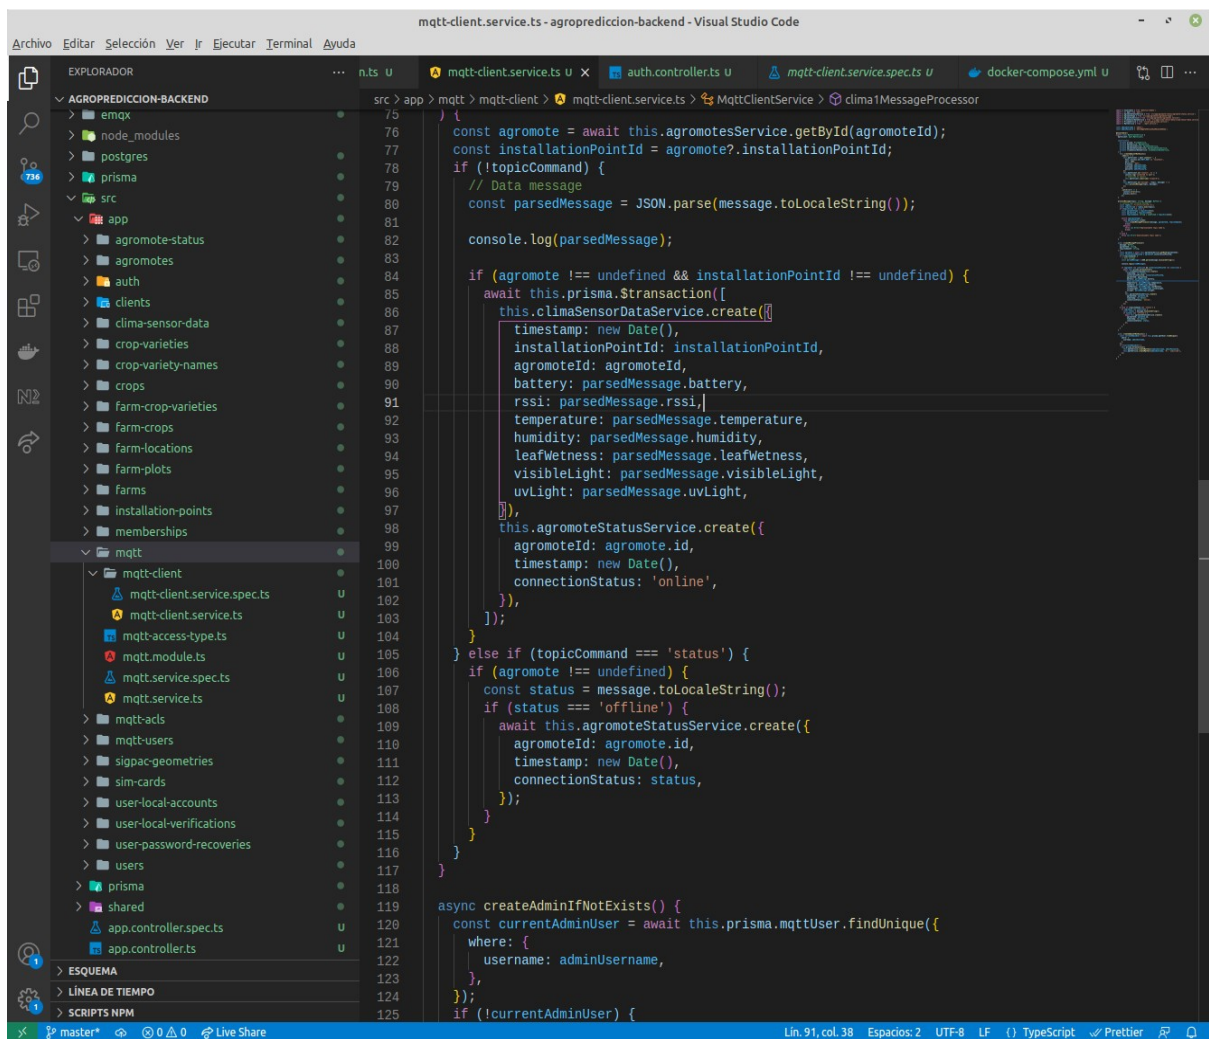 mqtt-client.service.ts - agroprediccion-backend - Visual Studio Code
Archivo Editar Selección Ver Ir Ejecutar Terminal Ayuda
EXPLORADOR
n.ts U mqtt-client.service.ts U auth.controller.ts U mqtt-client.service.spec.ts U docker-compose.yml U
AGROPREDICCION-BACKEND
src > app > mqtt > mqtt-client > mqtt-client.service.ts > MqttClientService > clima1MessageProcessor
emqx
node_modules
postgres
prisma
src
app
agromote-status
agromotes
auth
clients
clima-sensor-data
crop-varieties
crop-variety-names
crops
farm-crop-varieties
farm-crops
farm-locations
farm-plots
farms
installation-points
memberships
mqtt
mqtt-client
mqtt-client.service.spec.ts U
mqtt-client.service.ts U
mqtt-access-type.ts U
mqtt.module.ts U
mqtt.service.spec.ts U
mqtt.service.ts U
mqtt-acls
mqtt-users
sigpac-geometries
sim-cards
user-local-accounts
user-local-verifications
user-password-recoveries
users
prisma
shared
app.controller.spec.ts U
app.controller.ts U
ESQUEMA
LÍNEA DE TIEMPO
SCRIPTS NPM
736
1
1
75 ) {
76 const agromote = await this.agromotesService.getById(agromoteId);
77 const installationPointId = agromote?.installationPointId;
78 if (!topicCommand) {
79 // Data message
80 const parsedMessage = JSON.parse(message.toLocaleString());
81
82 console.log(parsedMessage);
83
84 if (agromote !== undefined && installationPointId !== undefined) {
85 await this.prisma.$transaction([
86 this.climaSensorDataService.create({
87 timestamp: new Date(),
88 installationPointId: installationPointId,
89 agromoteId: agromoteId,
90 battery: parsedMessage.battery,
91 rssi: parsedMessage.rssi,
92 temperature: parsedMessage.temperature,
93 humidity: parsedMessage.humidity,
94 leafWetness: parsedMessage.leafWetness,
95 visibleLight: parsedMessage.visibleLight,
96 uvLight: parsedMessage.uvLight,
97 }),
98 this.agromoteStatusService.create({
99 agromoteId: agromote.id,
100 timestamp: new Date(),
101 connectionStatus: 'online',
102 }),
103 ]);
104 }
105 } else if (topicCommand === 'status') {
106 if (agromote !== undefined) {
107 const status = message.toLocaleString();
108 if (status === 'offline') {
109 await this.agromoteStatusService.create({
110 agromoteId: agromote.id,
111 timestamp: new Date(),
112 connectionStatus: status,
113 });
114 }
115 }
116 }
117 }
118
119 async createAdminIfNotExists() {
120 const currentAdminUser = await this.prisma.mqttUser.findUnique({
121 where: {
122 username: adminUsername,
123 },
124 });
125 if (!currentAdminUser) {
master* 0 0 Live Share
Lín. 91, col. 38 Espacios: 2 UTF-8 LF {} TypeScript Prettier